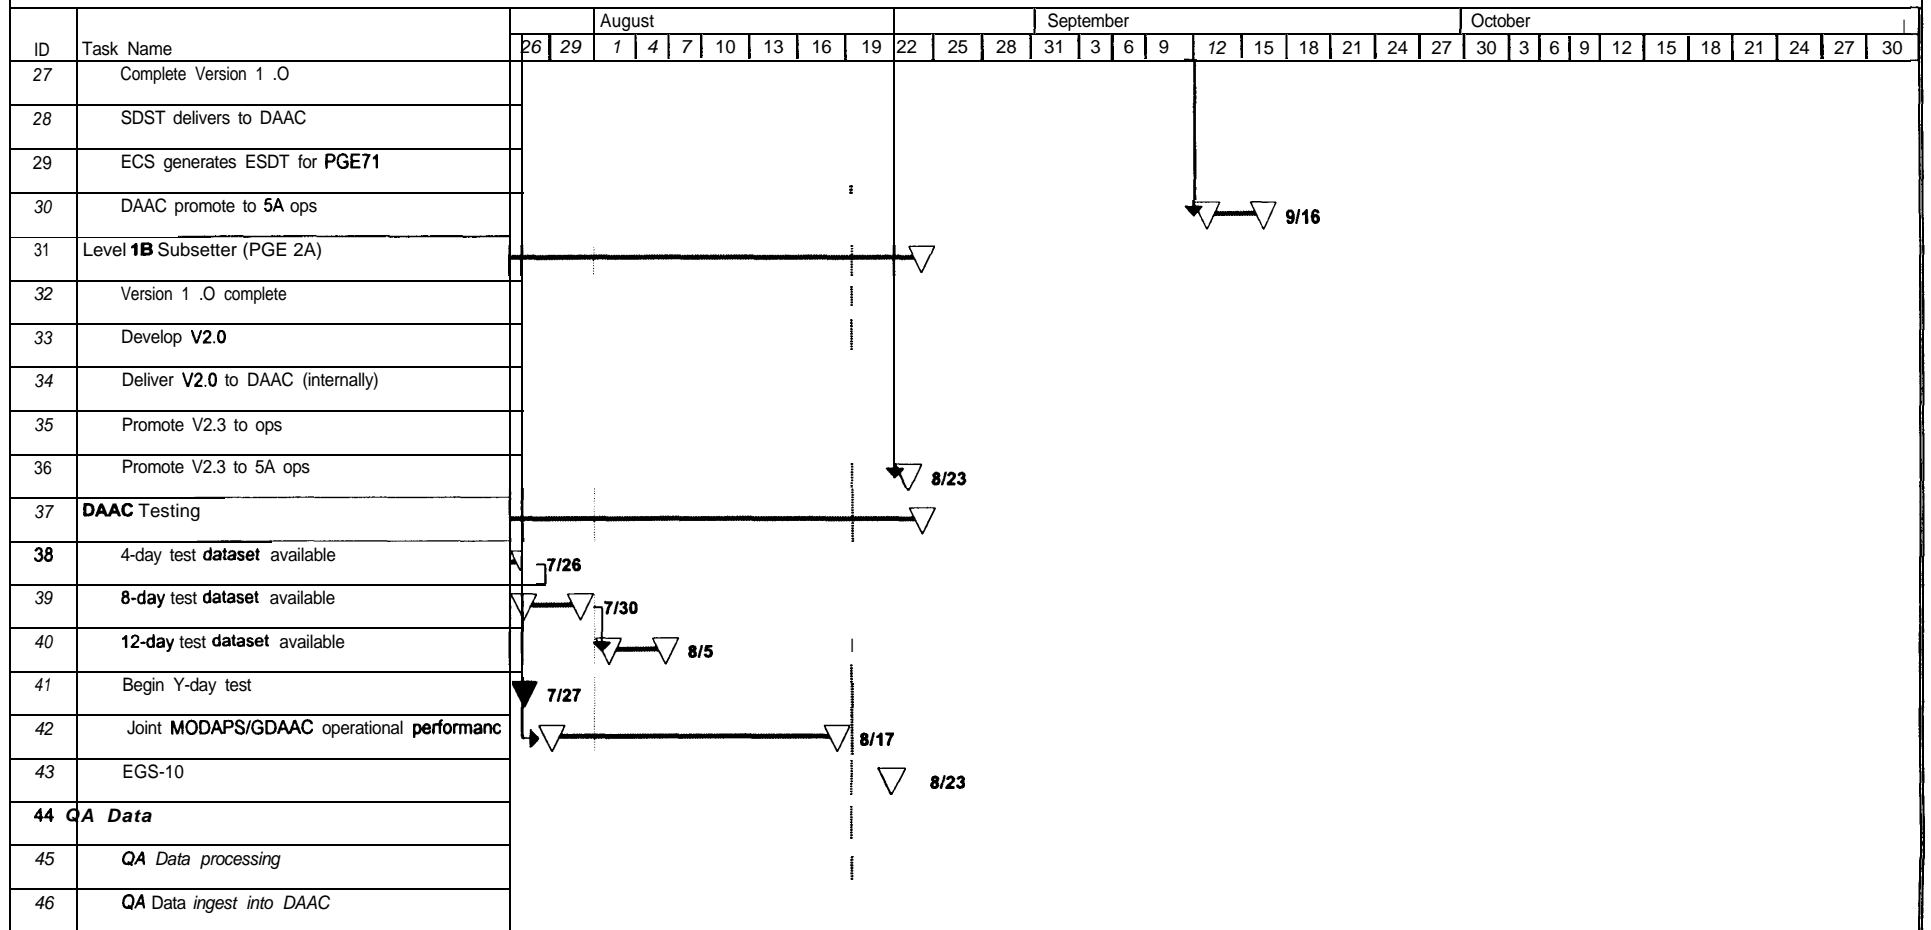 August September October
ID Task Name 26 29 1 4 7 10 13 16 19 22 25 28 31 3 6 9 12 15 18 21 24 27 30 3 6 9 12 15 18 21 24 27 30
27 Complete Version 1 .O
28 SDST delivers to DAAC
29 ECS generates ESDT for PGE71
30 DAAC promote to 5A ops 9/16
31 Level 1B Subsetter (PGE 2A)
32 Version 1 .O complete
33 Develop V2.0
34 Deliver V2.0 to DAAC (internally)
35 Promote V2.3 to ops
36 Promote V2.3 to 5A ops 8/23
37 DAAC Testing
38 4-day test dataset available 7/26
39 8-day test dataset available 7/30
40 12-day test dataset available 8/5
41 Begin Y-day test 7/27
42 Joint MODAPS/GDAAC operational performanc 8/17
43 EGS-10 8/23
44 QA Data
45 QA Data processing
46 QA Data ingest into DAAC